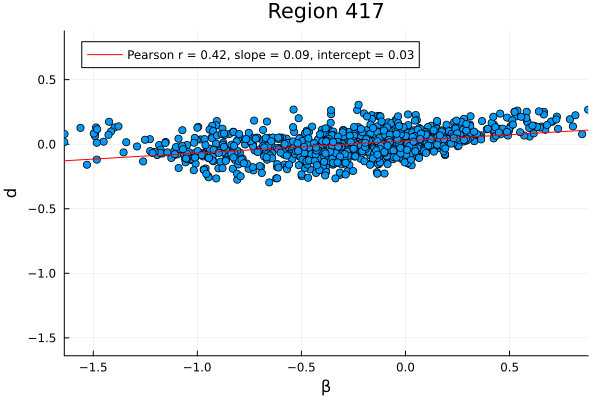 Region 417
Pearson r = 0.42, slope = 0.09, intercept = 0.03
d
0.5
0.0
−0.5
−1.0
−1.5
−1.5 −1.0 −0.5 0.0 0.5
β